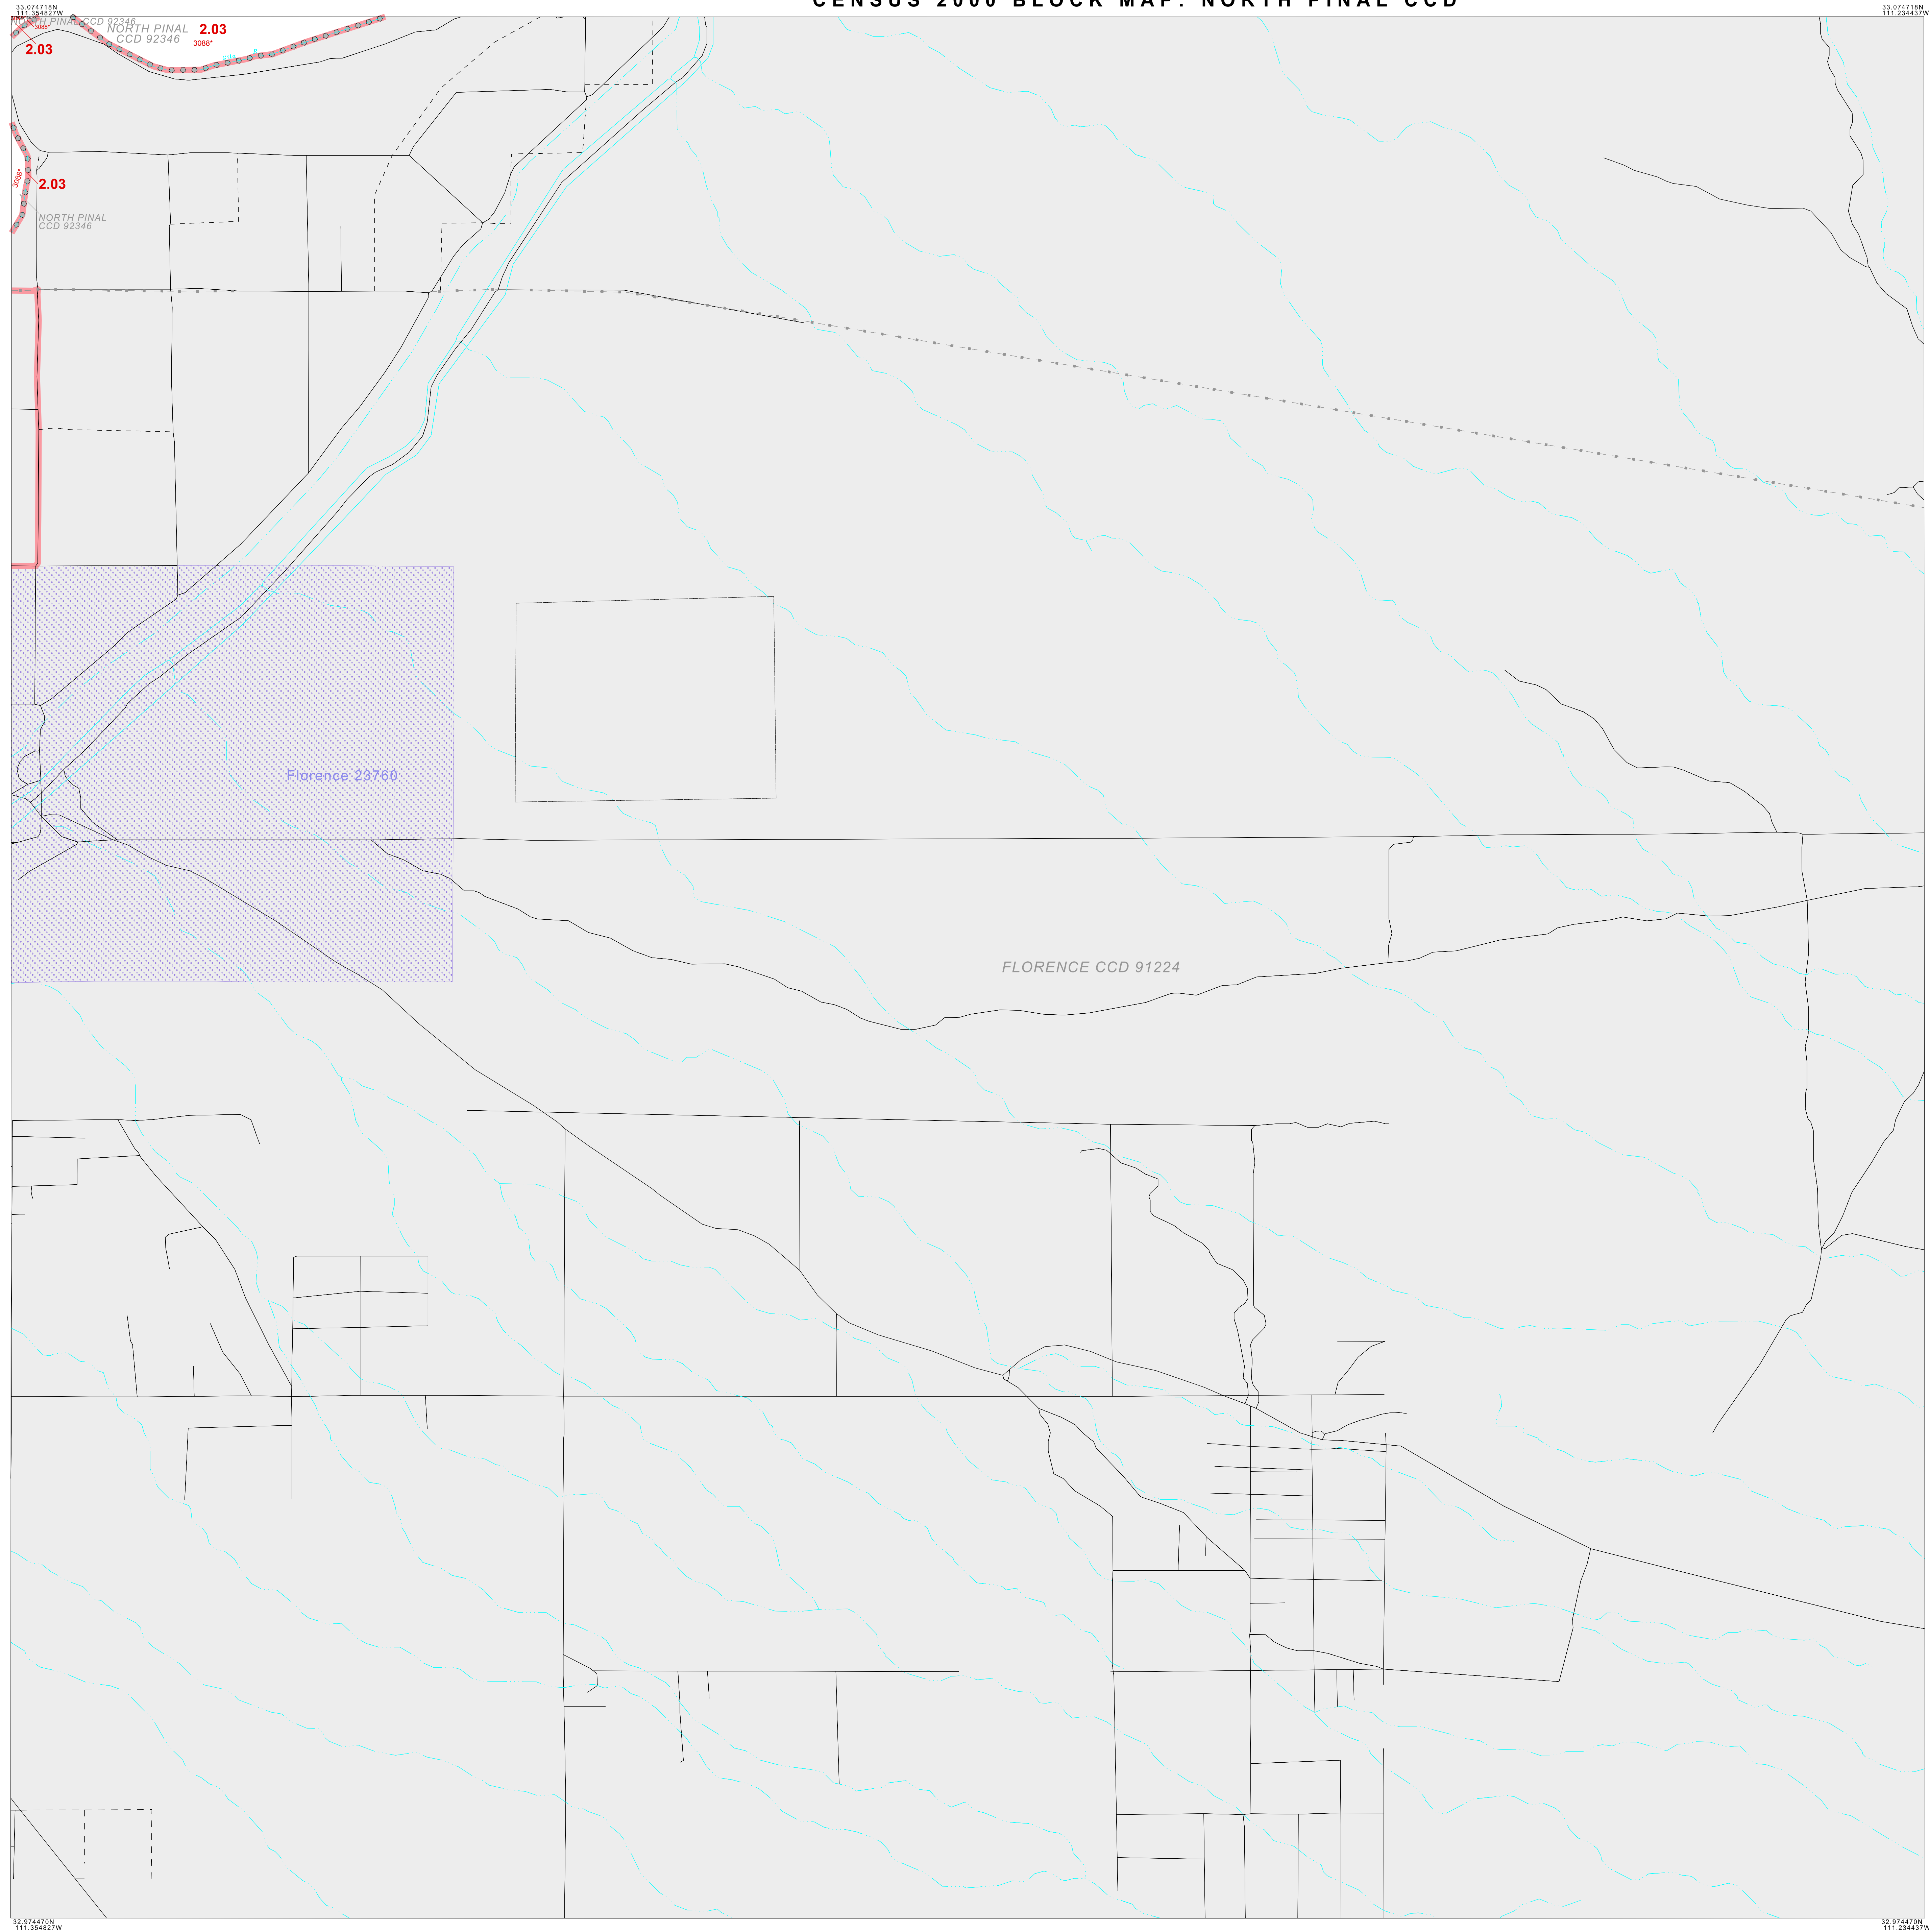 CENSUS 2000 BLOCK MAP: NORTH PINAL CCD
33.074718N
111.354827W
33.074718N
111.234437W
NORTH PINAL CCD 92346
3088*
2.03
NORTH PINAL
CCD 92346
2.03
3088*
3088*
2.03
NORTH PINAL
CCD 92346
Florence 23760
FLORENCE CCD 91224
32.974470N
111.354827W
32.974470N
111.234437W